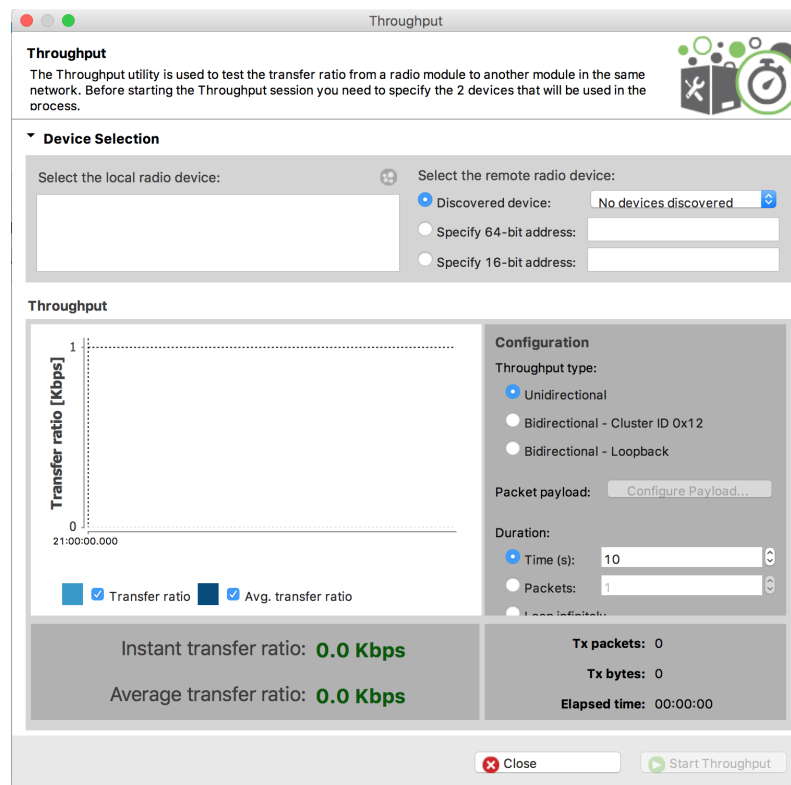 Throughput
Throughput
The Throughput utility is used to test the transfer ratio from a radio module to another module in the same
network. Before starting the Throughput session you need to specify the 2 devices that will be used in the
process.
Device Selection
Select the local radio device:
Select the remote radio device:
Discovered device:
No devices discovered
Specify 64-bit address:
Specify 16-bit address:
Throughput
Transfer ratio [Kbps]
1
0
21:00:00.000
Transfer ratio
Avg. transfer ratio
Configuration
Throughput type:
Unidirectional
Bidirectional - Cluster ID 0x12
Bidirectional - Loopback
Packet payload:
Configure Payload...
Duration:
Time (s):
10
Packets:
1
Loop infinitely
Instant transfer ratio: 0.0 Kbps
Average transfer ratio: 0.0 Kbps
Tx packets: 0
Tx bytes: 0
Elapsed time: 00:00:00
Close
Start Throughput